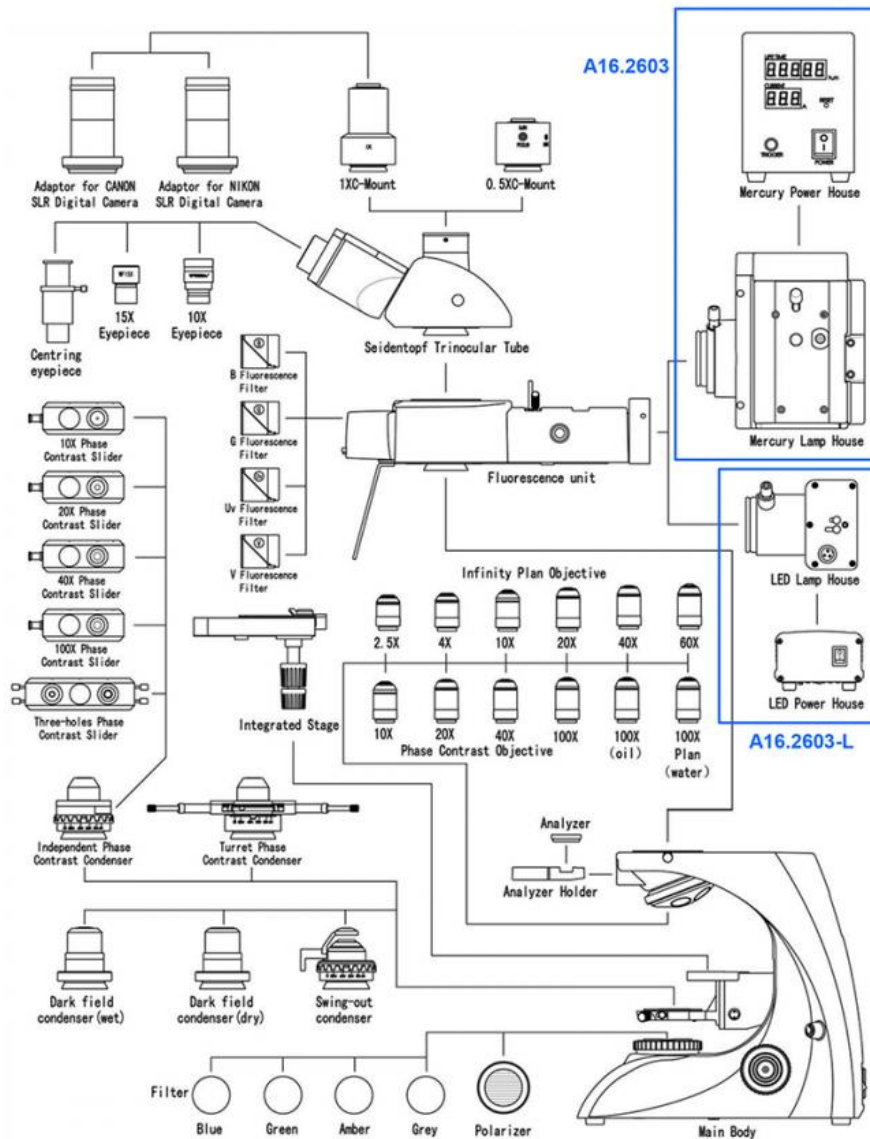 A16.2603
LIFE TIME
CURRENT
A
RESET
TRIGGER
POWER
Mercury Power House
Adaptor for CANON
SLR Digital Camera
Adaptor for NIKON
SLR Digital Camera
1XC-Mount
0.5XC-Mount
Centring
eyepiece
15X
Eyepiece
10X
Eyepiece
Seidentopf Trinocular Tube
Mercury Lamp House
B Fluorescence
Filter
G Fluorescence
Filter
Uv Fluorescence
Filter
V Fluorescence
Filter
Fluorescence unit
10X Phase
Contrast Slider
20X Phase
Contrast Slider
40X Phase
Contrast Slider
100X Phase
Contrast Slider
Three-holes Phase
Contrast Slider
LED Lamp House
LED Power House
A16.2603-L
Infinity Plan Objective
2.5X
4X
10X
20X
40X
60X
Integrated Stage
10X
20X
40X
100X
100X
(oil)
100X
Plan
(water)
Phase Contrast Objective
Independent Phase
Contrast Condenser
Turret Phase
Contrast Condenser
Analyzer
Analyzer Holder
Dark field
condenser(wet)
Dark field
condenser(dry)
Swing-out
condenser
Filter
Blue
Green
Amber
Grey
Polarizer
Main Body